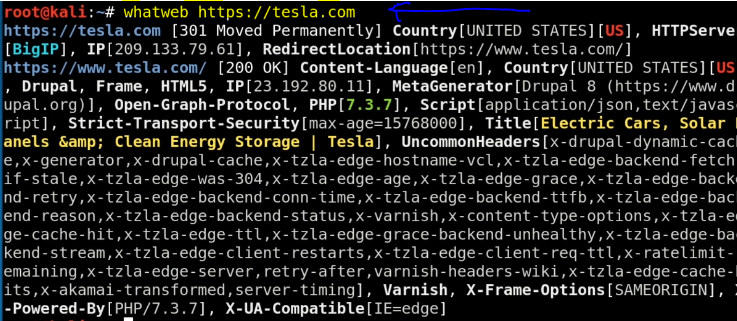 root@kali:~# whatweb https://tesla.com
https://tesla.com [301 Moved Permanently] Country[UNITED STATES][US], HTTPServe
[BigIP], IP[209.133.79.61], RedirectLocation[https://www.tesla.com/]
https://www.tesla.com/ [200 OK] Content-Language[en], Country[UNITED STATES][US
, Drupal, Frame, HTML5, IP[23.192.80.11], MetaGenerator[Drupal 8 (https://www.d
upal.org)], Open-Graph-Protocol, PHP[7.3.7], Script[application/json,text/javas
ript], Strict-Transport-Security[max-age=15768000], Title[Electric Cars, Solar
anels &amp; Clean Energy Storage | Tesla], UncommonHeaders[x-drupal-dynamic-cac
e,x-generator,x-drupal-cache,x-tzla-edge-hostname-vcl,x-tzla-edge-backend-fetch
if-stale,x-tzla-edge-was-304,x-tzla-edge-age,x-tzla-edge-grace,x-tzla-edge-back
nd-retry,x-tzla-edge-backend-conn-time,x-tzla-edge-backend-ttfb,x-tzla-edge-bac
end-reason,x-tzla-edge-backend-status,x-varnish,x-content-type-options,x-tzla-e
ge-cache-hit,x-tzla-edge-ttl,x-tzla-edge-grace-backend-unhealthy,x-tzla-edge-ba
kend-stream,x-tzla-edge-client-restarts,x-tzla-edge-client-req-ttl,x-ratelimit-
emaining,x-tzla-edge-server,retry-after,varnish-headers-wiki,x-tzla-edge-cache-
its,x-akamai-transformed,server-timing], Varnish, X-Frame-Options[SAMEORIGIN],
-Powered-By[PHP/7.3.7], X-UA-Compatible[IE=edge]